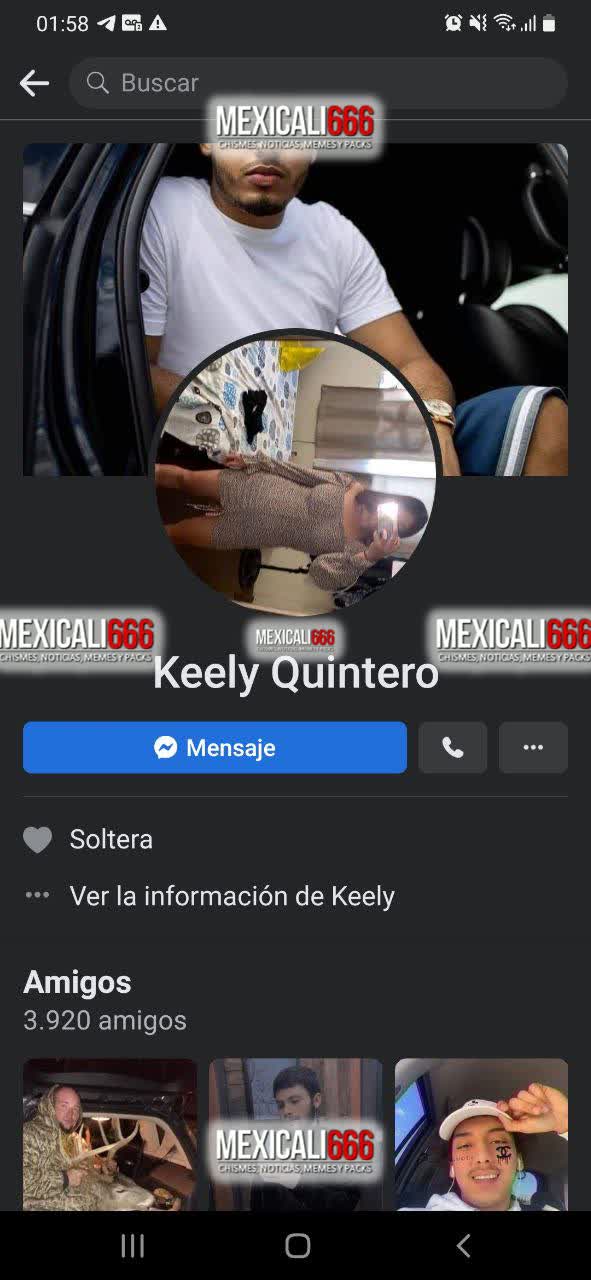 01:58
Buscar
MEXICALI666
CHISMES, NOTICIAS, MEMES Y PACKS
MEXICALI666
CHISMES, NOTICIAS, MEMES Y PACKS
MEXICALI666
MEXICALI666
CHISMES, NOTICIAS, MEMES Y PACKS
Keely Quintero
Mensaje
Soltera
Ver la información de Keely
Amigos
3.920 amigos
MEXICALI666
CHISMES, NOTICIAS, MEMES Y PACKS